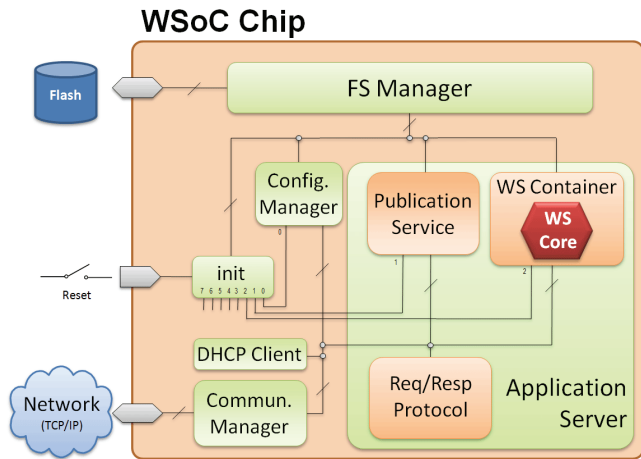 WSoC Chip
Flash
FS Manager
Config.
Manager
0
Publication
Service
1
WS Container
WS
Core
2
Reset
init
7 6 5 4 3 2 1 0
DHCP Client
Network
(TCP/IP)
Commun.
Manager
Req/Resp
Protocol
Application
Server